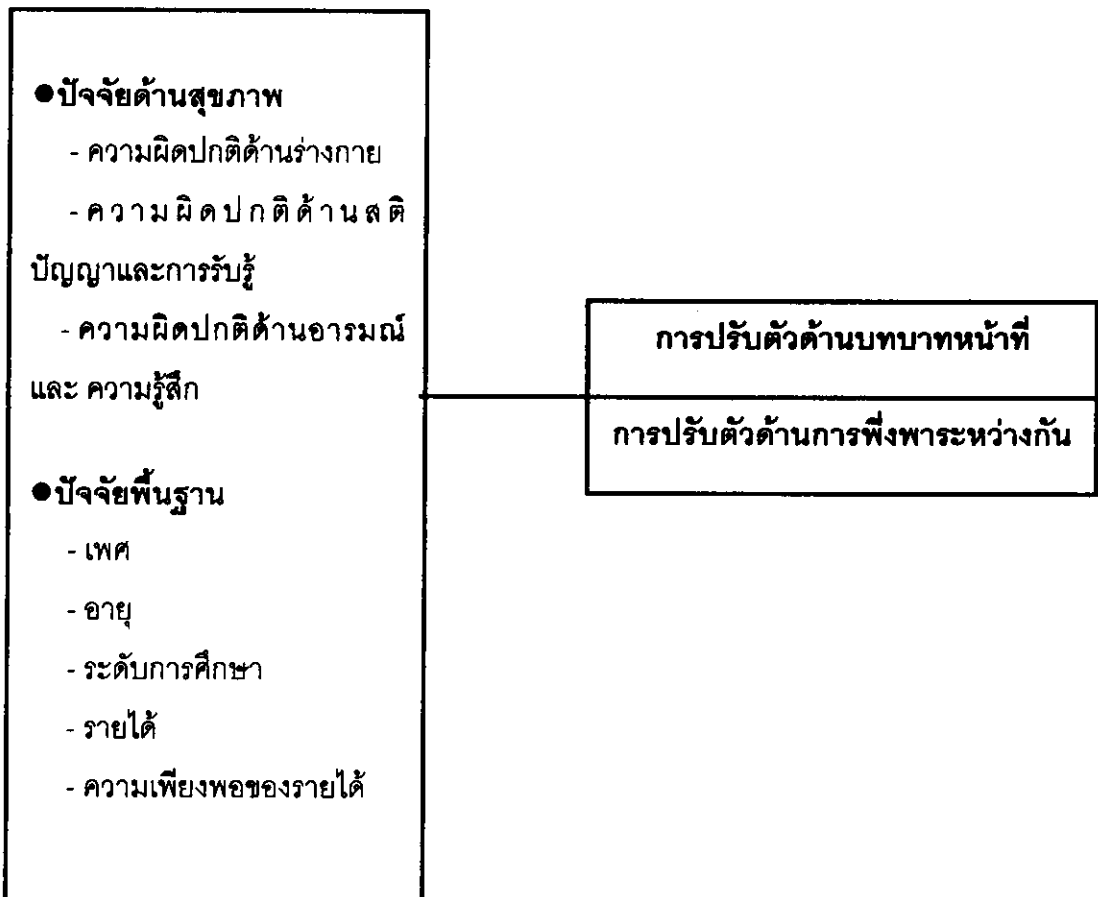 ●ปัจจัยด้านสุขภาพ
- ความผิดปกติด้านร่างกาย
- ความผิดปกติด้านสติ
ปัญญาและการรับรู้
- ความผิดปกติด้านอารมณ์
และ ความรู้สึก
●ปัจจัยพื้นฐาน
- เพศ
- อายุ
- ระดับการศึกษา
- รายได้
- ความเพียงพอของรายได้
การปรับตัวด้านบทบาทหน้าที่
การปรับตัวด้านการพึ่งพาระหว่างกัน